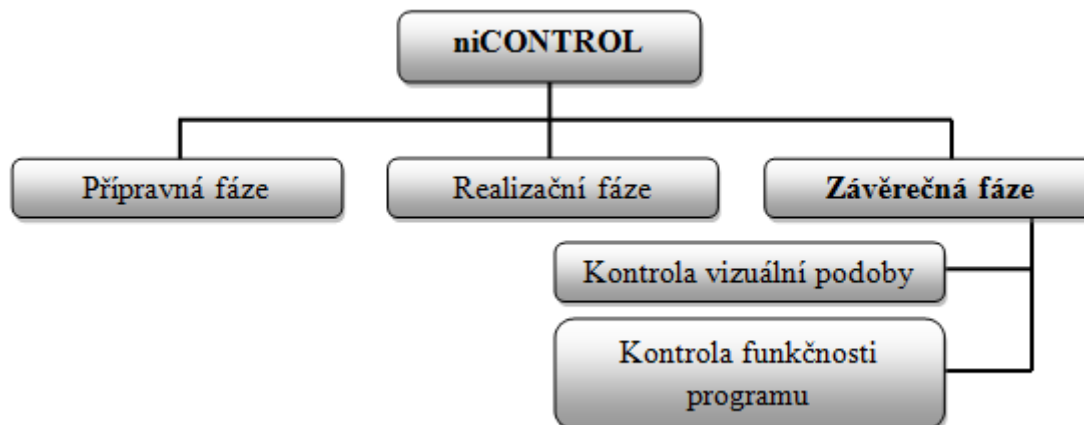 niCONTROL
Přípravná fáze
Realizační fáze
Závěrečná fáze
Kontrola vizuální podoby
Kontrola funkčnosti
programu